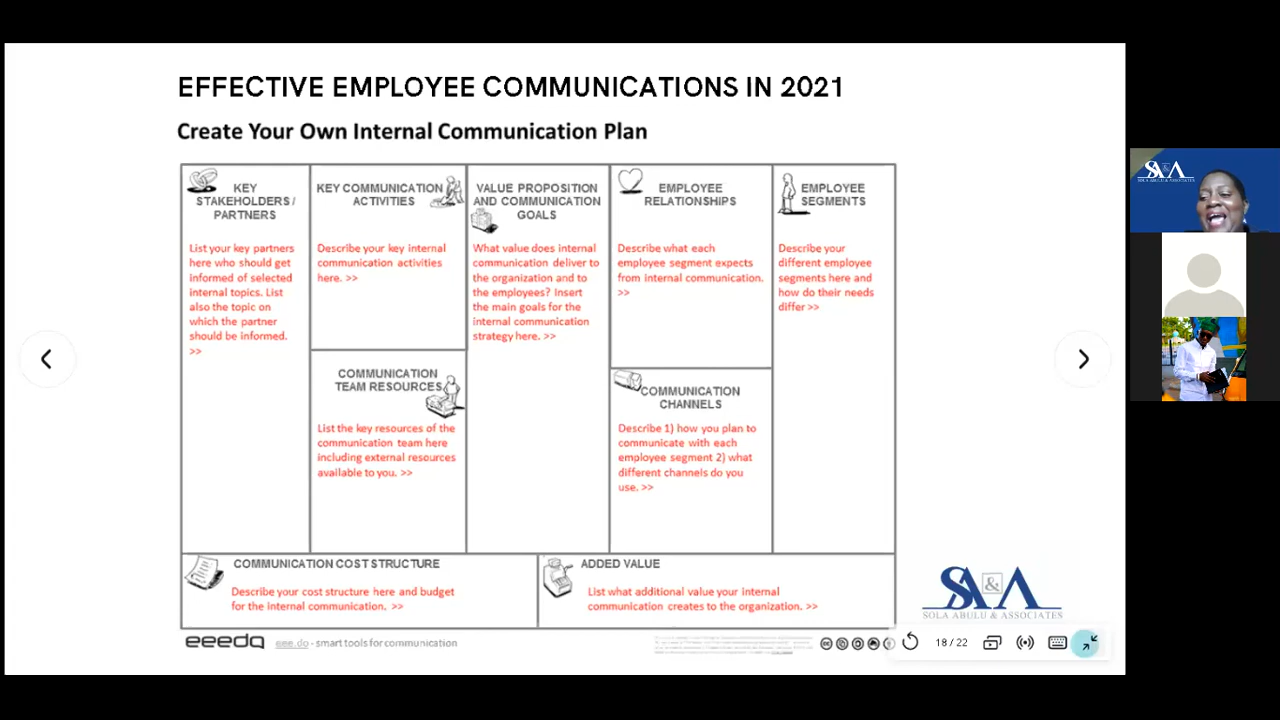 EFFECTIVE EMPLOYEE COMMUNICATIONS IN 2021
Create Your Own Internal Communication Plan
KEY
STAKEHOLDERS /
PARTNERS
List your key partners
here who should get
informed of selected
internal topics. List
also the topic on
which the partner
should be informed.
>>
KEY COMMUNICATION
ACTIVITIES
Describe your key internal
communication activities
here. >>
COMMUNICATION
TEAM RESOURCES
List the key resources of the
communication team here
including external resources
available to you. >>
VALUE PROPOSITION
AND COMMUNICATION
GOALS
What value does internal
communication deliver to
the organization and to
the employees? Insert
the main goals for the
internal communication
strategy here. >>
EMPLOYEE
RELATIONSHIPS
Describe what each
employee segment expects
from internal communication.
>>
COMMUNICATION
CHANNELS
Describe 1) how you plan to
communicate with each
employee segment 2) what
different channels do you
use. >>
EMPLOYEE
SEGMENTS
Describe your
different employee
segments here and
how do their needs
differ >>
COMMUNICATION COST STRUCTURE
Describe your cost structure here and budget
for the internal communication. >>
ADDED VALUE
List what additional value your internal
communication creates to the organization. >>
eeedo
eee.do - smart tools for communication
SA&A
SOLA ABULU & ASSOCIATES
18 / 22
SA&A
SOLA ABULU & ASSOCIATES